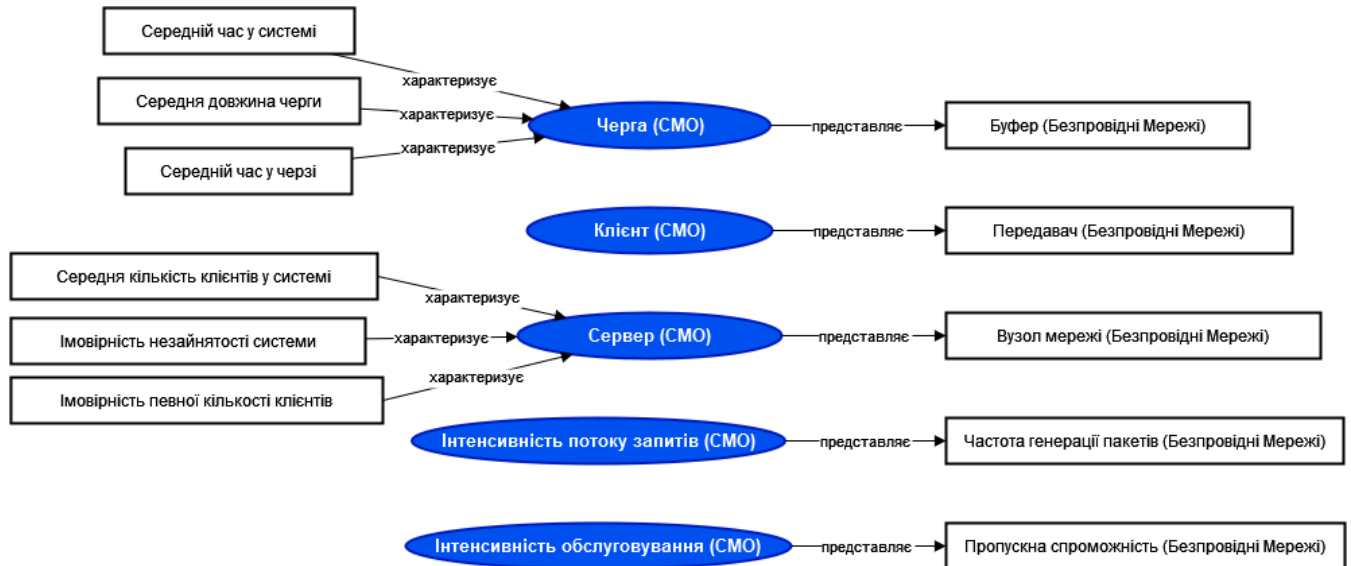 Середній час у системі
характеризує
Середня довжина черги
характеризує
Черга (СМО)
представляє
Буфер (Безпровідні Мережі)
характеризує
Середній час у черзі
Клієнт (СМО)
представляє
Передавач (Безпровідні Мережі)
Середня кількість клієнтів у системі
характеризує
Імовірність незайнятості системи
характеризує
Сервер (СМО)
представляє
Вузол мережі (Безпровідні Мережі)
характеризує
Імовірність певної кількості клієнтів
Інтенсивність потоку запитів (СМО)
представляє
Частота генерації пакетів (Безпровідні Мережі)
Інтенсивність обслуговування (СМО)
представляє
Пропускна спроможність (Безпровідні Мережі)